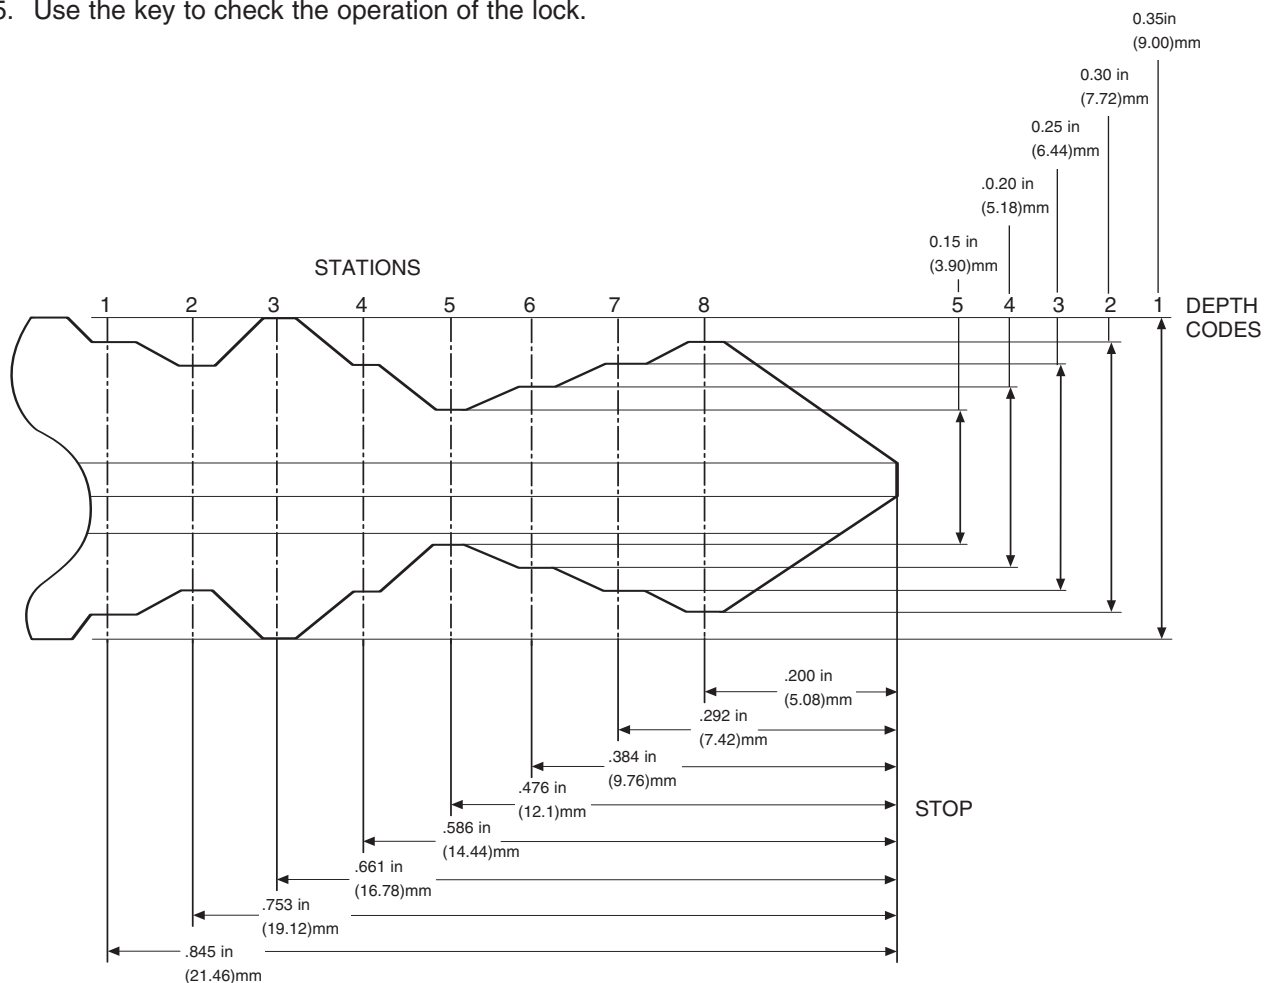 5. Use the key to check the operation of the lock.
0.35in
(9.00)mm
0.30 in
(7.72)mm
0.25 in
(6.44)mm
.0.20 in
(5.18)mm
0.15 in
(3.90)mm
STATIONS
1 2 3 4 5 6 7 8 5 4 3 2 1 DEPTH
CODES
.200 in
(5.08)mm
.292 in
(7.42)mm
.384 in
(9.76)mm
.476 in
(12.1)mm
STOP
.586 in
(14.44)mm
.661 in
(16.78)mm
.753 in
(19.12)mm
.845 in
(21.46)mm